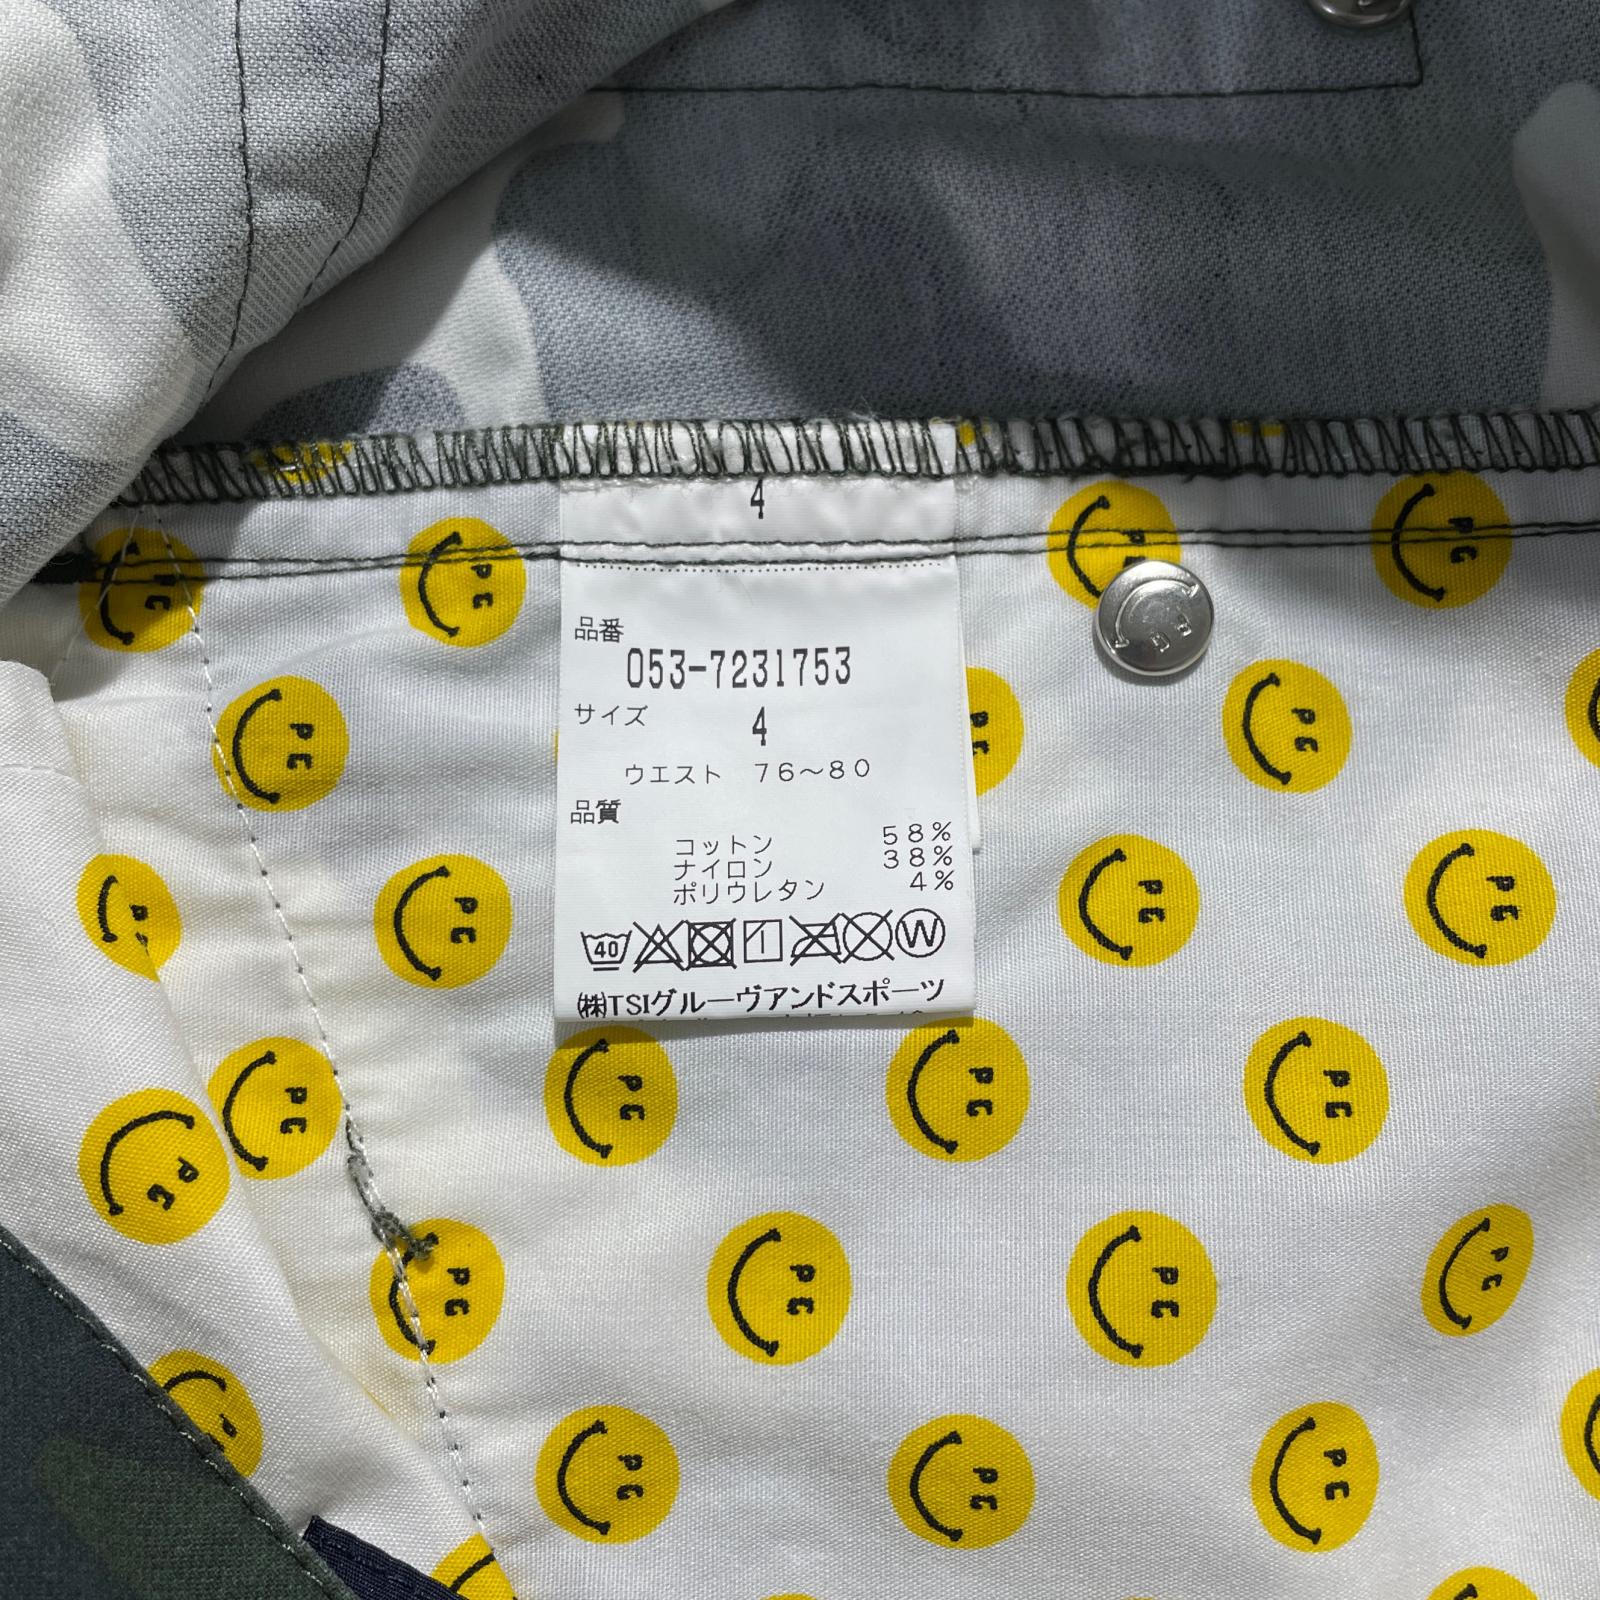 4
品番
053-7231753
サイズ
4
ウエスト 76～80
品質
コットン 58%
ナイロン 38%
ポリウレタン 4%
40 W
㈱TSIグルーヴアンドスポーツ
PG